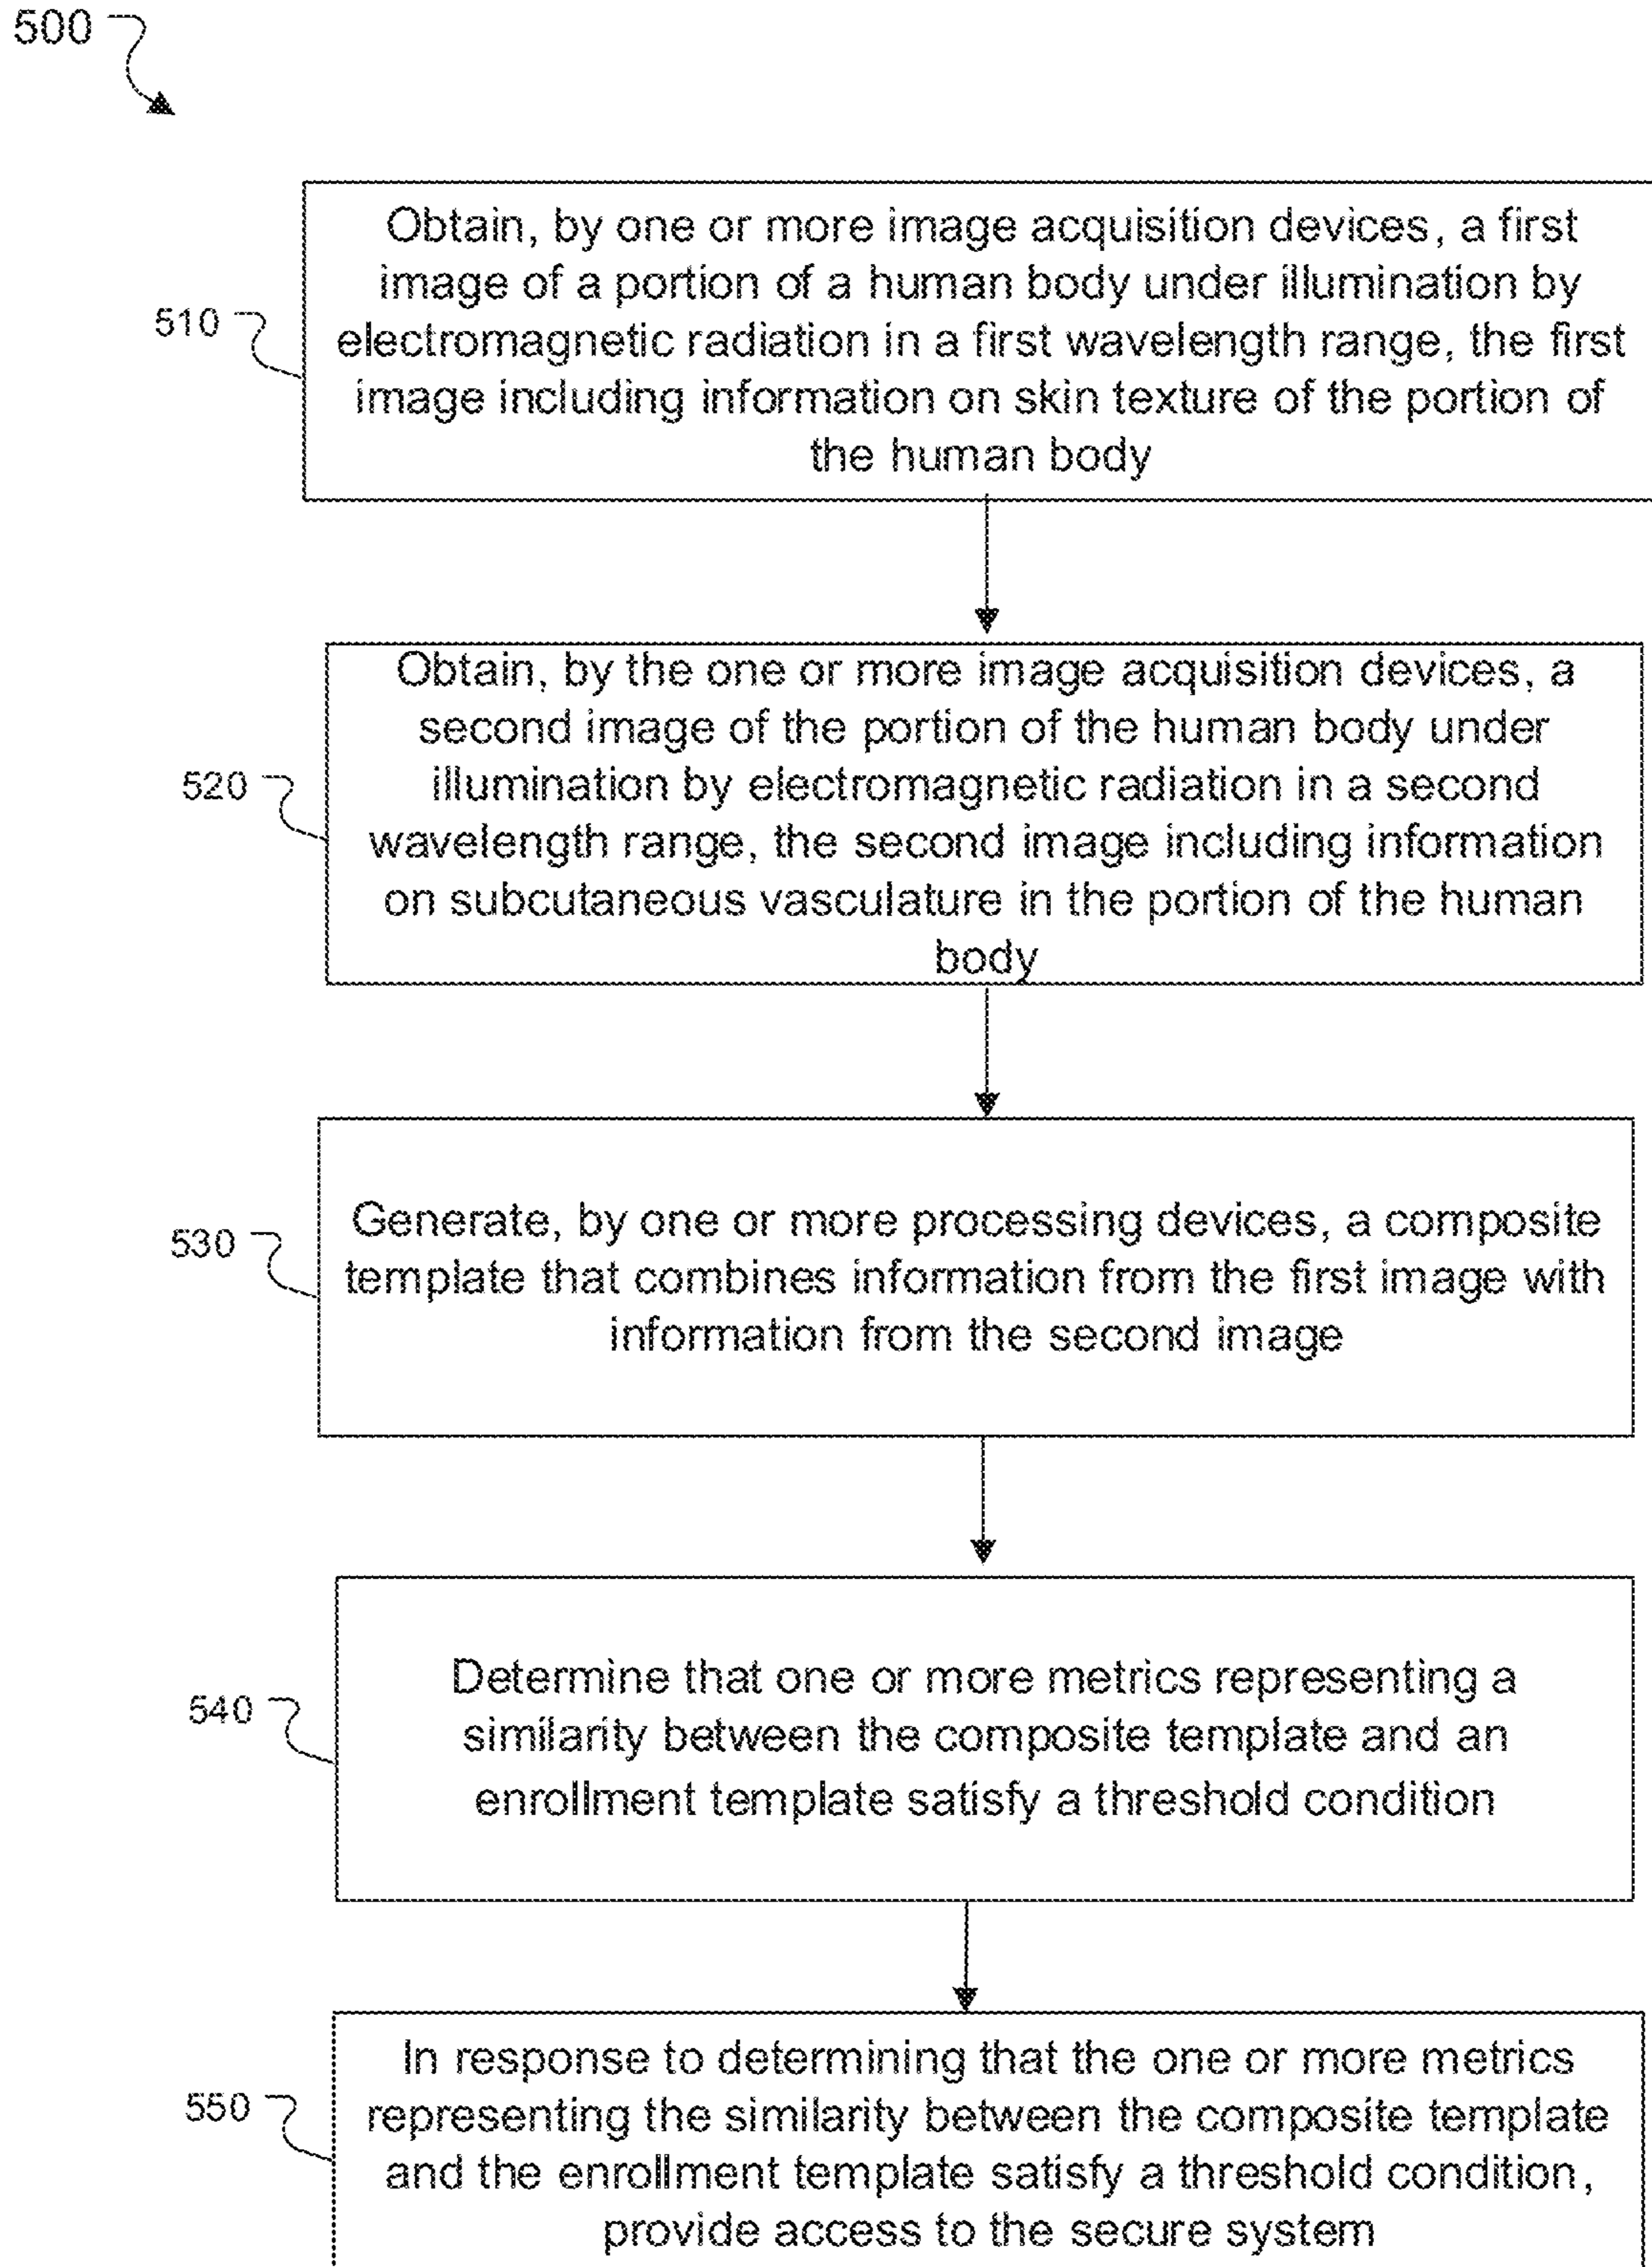 500
Obtain, by one or more image acquisition devices, a first
image of a portion of a human body under illumination by
electromagnetic radiation in a first wavelength range, the first
image including information on skin texture of the portion of
the human body
510
Obtain, by the one or more image acquisition devices, a
second image of the portion of the human body under
illumination by electromagnetic radiation in a second
wavelength range, the second image including information
on subcutaneous vasculature in the portion of the human
body
520
Generate, by one or more processing devices, a composite
template that combines information from the first image with
information from the second image
530
Determine that one or more metrics representing a
similarity between the composite template and an
enrollment template satisfy a threshold condition
540
In response to determining that the one or more metrics
representing the similarity between the composite template
and the enrollment template satisfy a threshold condition,
provide access to the secure system
550